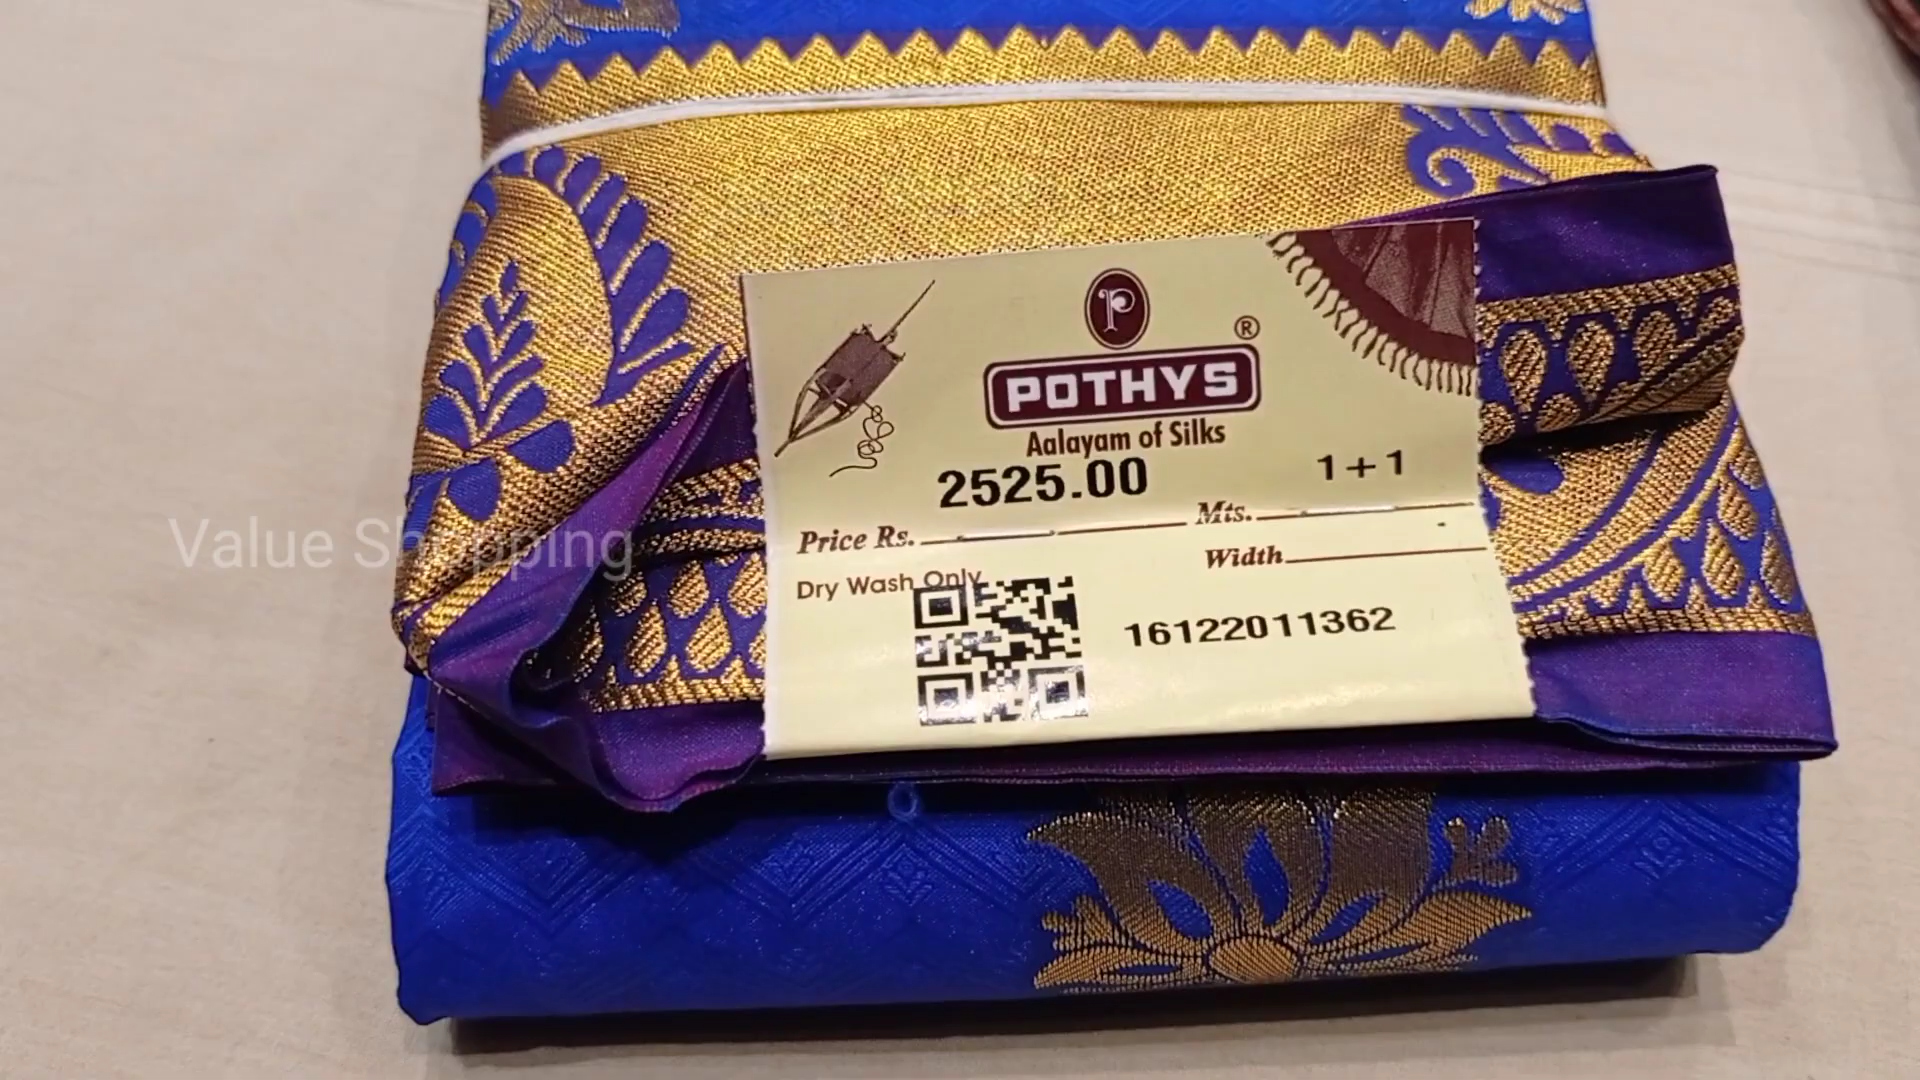 P
®
POTHYS
Aalayam of Silks
2525.00
1+1
Price Rs.
Mts.
Width
Dry Wash Only
16122011362
Value Shopping